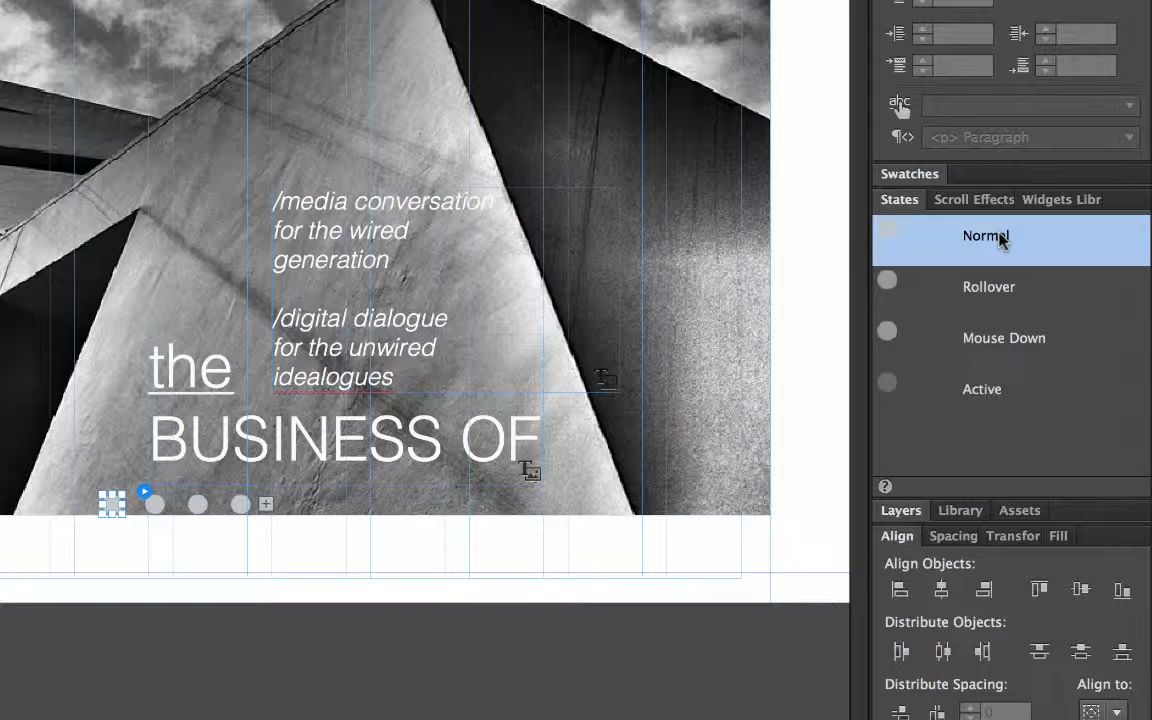 /media conversation
for the wired
generation
/digital dialogue
for the unwired
idealogues
the
BUSINESS OF
abc
<p> Paragraph
Swatches
States Scroll Effects Widgets Libr
Normal
Rollover
Mouse Down
Active
Layers Library Assets
Align Spacing Transfor Fill
Align Objects:
Distribute Objects:
Distribute Spacing: Align to:
0